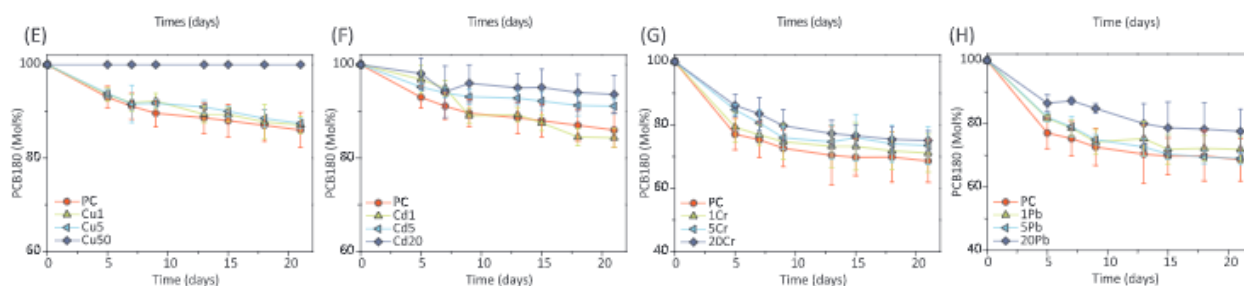 Times (days) Times (days) Times (days) Time (days)
(E) (F) (G) (H)
PCB180 (Mol%) PCB180 (Mol%) PCB180 (Mol%) PCB180 (Mol%)
100 100 100 100
80 80 80 80
60 60 60 60
40 40
PC PC PC PC
Cu1 Cd1 1Cr 1Pb
Cu5 Cd5 5Cr 5Pb
Cu50 Cd20 20Cr 20Pb
0 5 10 15 20 0 5 10 15 20 0 5 10 15 20 0 5 10 15 20
Time (days) Time (days) Time (days) Time (days)